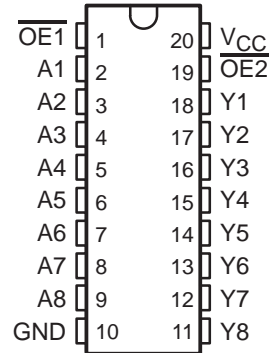 OE1 1 20 VCC
A1 2 19 OE2
A2 3 18 Y1
A3 4 17 Y2
A4 5 16 Y3
A5 6 15 Y4
A6 7 14 Y5
A7 8 13 Y6
A8 9 12 Y7
GND 10 11 Y8